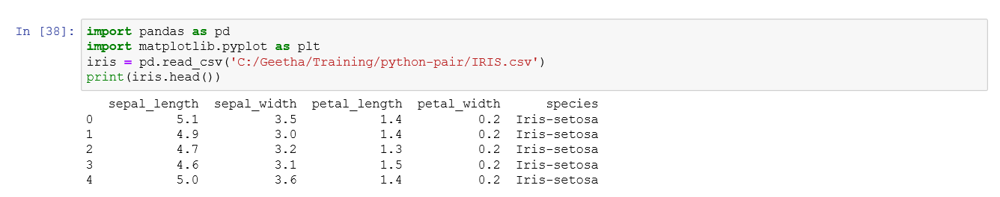 In [38]: import pandas as pd
import matplotlib.pyplot as plt
iris = pd.read_csv('C:/Geetha/Training/python-pair/IRIS.csv')
print(iris.head())
sepal_length sepal_width petal_length petal_width species
0 5.1 3.5 1.4 0.2 Iris-setosa
1 4.9 3.0 1.4 0.2 Iris-setosa
2 4.7 3.2 1.3 0.2 Iris-setosa
3 4.6 3.1 1.5 0.2 Iris-setosa
4 5.0 3.6 1.4 0.2 Iris-setosa